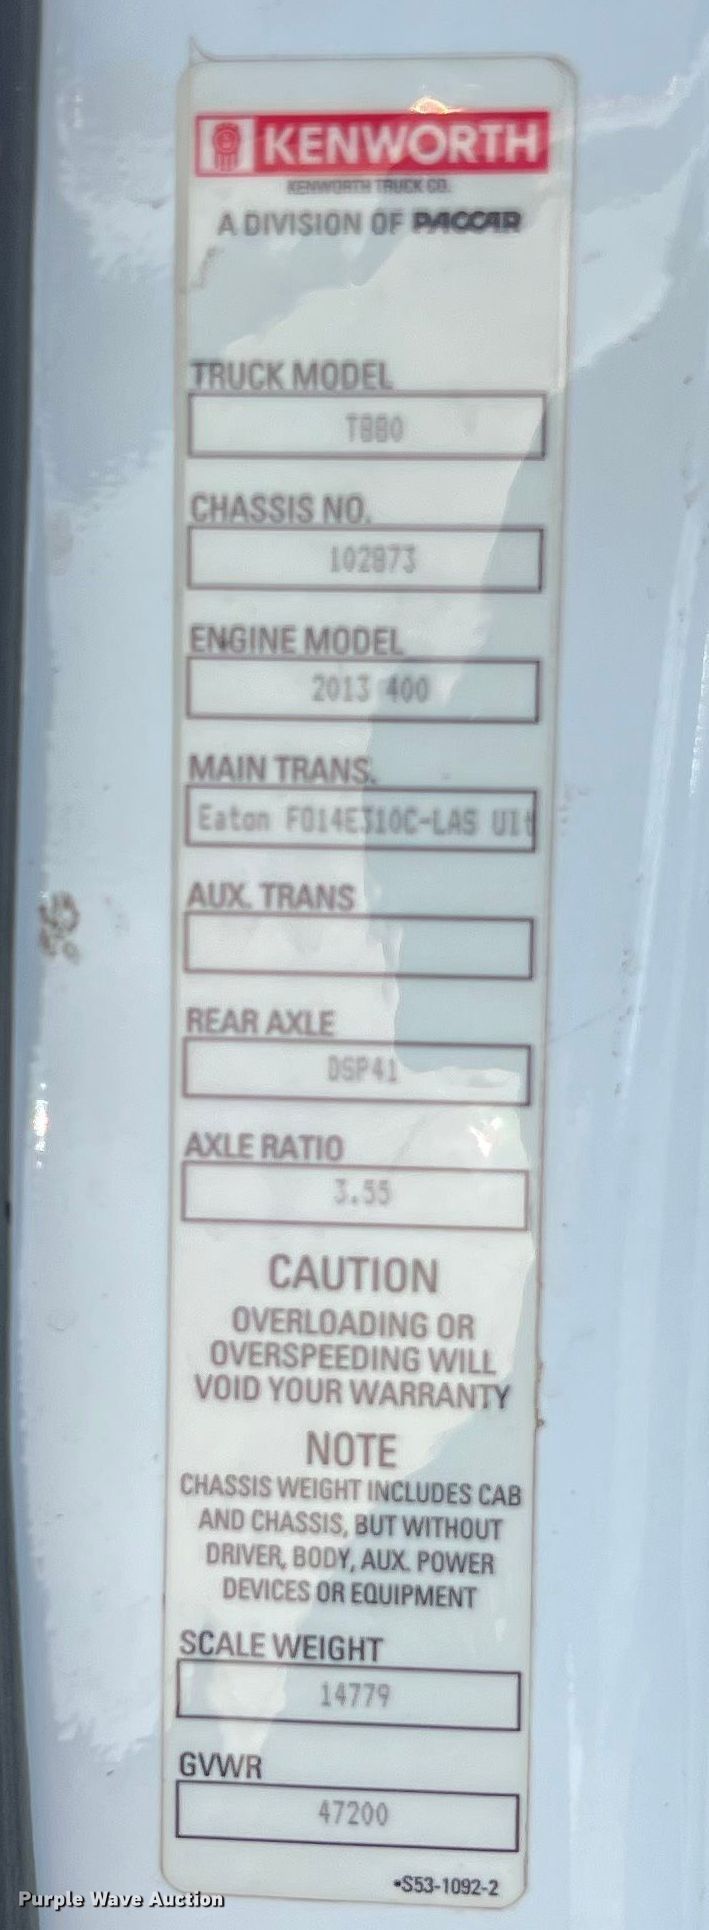 KENWORTH
KENWORTH TRUCK CO.
A DIVISION OF PACCAR
TRUCK MODEL
T880
CHASSIS NO.
102873
ENGINE MODEL
2013 400
MAIN TRANS.
Eaton FO14E310C-LAS Ult
AUX. TRANS
REAR AXLE
DSP41
AXLE RATIO
3.55
CAUTION
OVERLOADING OR
OVERSPEEDING WILL
VOID YOUR WARRANTY
NOTE
CHASSIS WEIGHT INCLUDES CAB
AND CHASSIS, BUT WITHOUT
DRIVER, BODY, AUX. POWER
DEVICES OR EQUIPMENT
SCALE WEIGHT
14779
GVWR
47200
•S53-1092-2
Purple Wave Auction